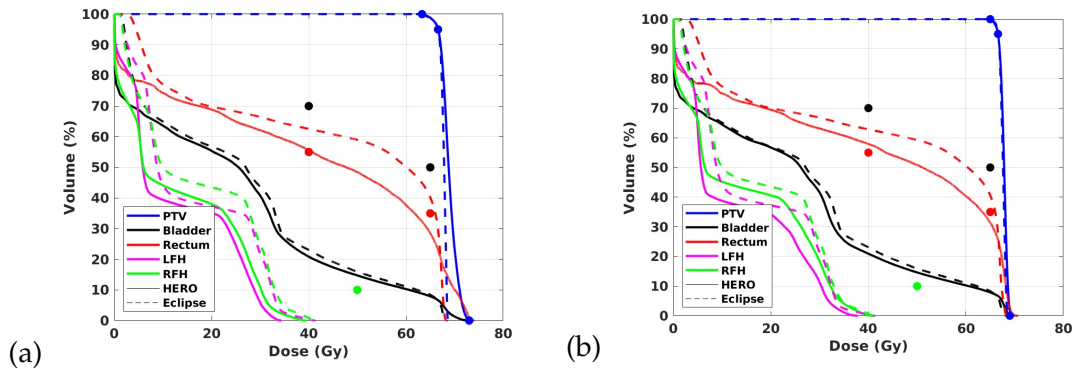 100
90
80
70
60
50
40
30
20
10
0
Volume (%)
PTV
Bladder
Rectum
LFH
RFH
HERO
Eclipse
0 20 40 60 80
Dose (Gy)
(a)
100
90
80
70
60
50
40
30
20
10
0
Volume (%)
PTV
Bladder
Rectum
LFH
RFH
HERO
Eclipse
0 20 40 60 80
Dose (Gy)
(b)